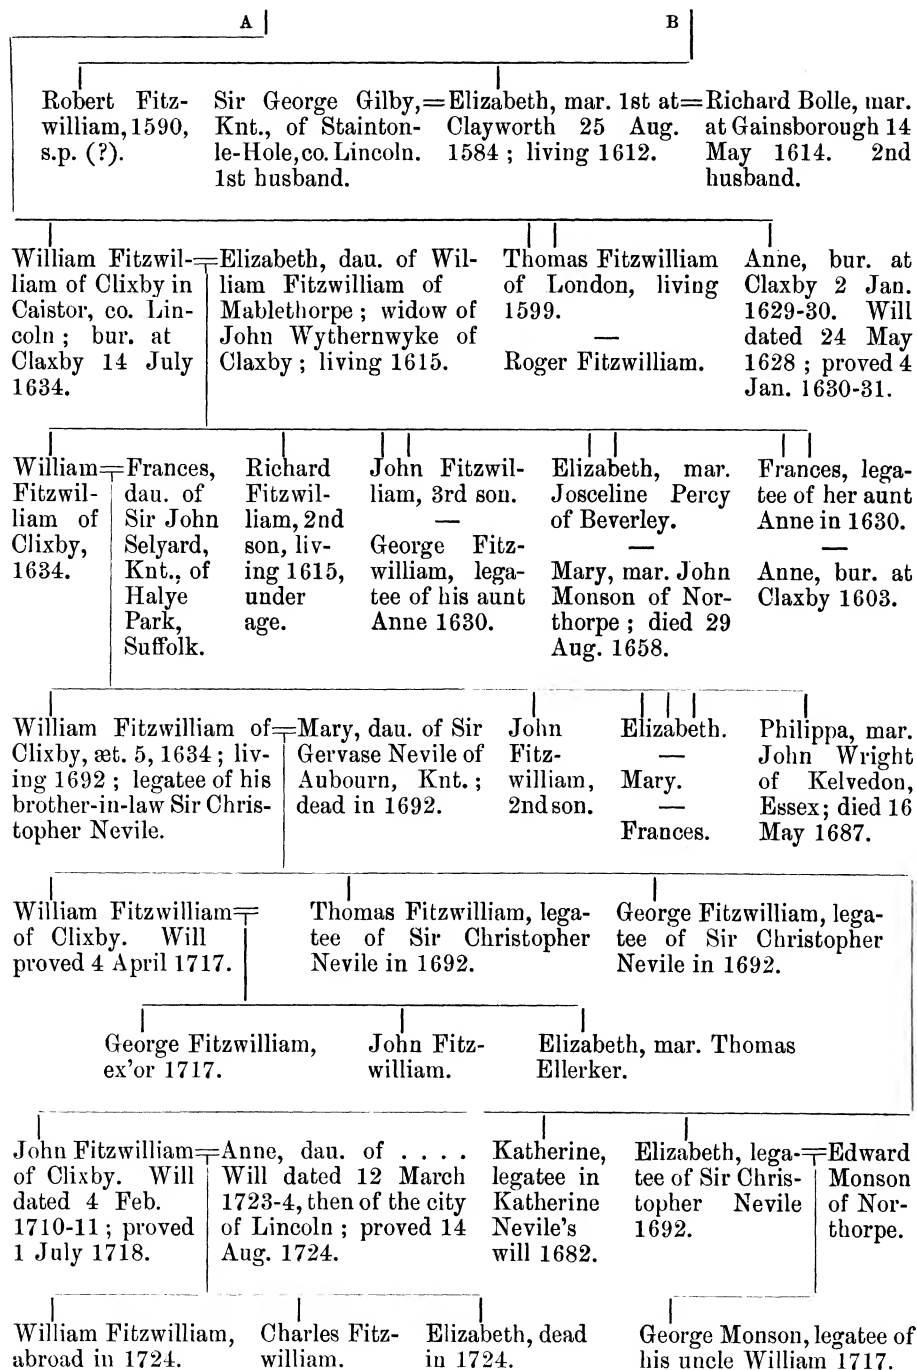 A B
Robert Fitz-
william, 1590,
s.p. (?).
Sir George Gilby,=
Knt., of Stainton-
le-Hole, co. Lincoln.
1st husband.
Elizabeth, mar. 1st at=
Clayworth 25 Aug.
1584 ; living 1612.
Richard Bolle, mar.
at Gainsborough 14
May 1614. 2nd
husband.
William Fitzwil-=
liam of Clixby in
Caistor, co. Lin-
coln ; bur. at
Claxby 14 July
1634.
Elizabeth, dau. of Wil-
liam Fitzwilliam of
Mablethorpe ; widow of
John Wythernwyke of
Claxby ; living 1615.
Thomas Fitzwilliam
of London, living
1599.
—
Roger Fitzwilliam.
Anne, bur. at
Claxby 2 Jan.
1629-30. Will
dated 24 May
1628 ; proved 4
Jan. 1630-31.
William=
Fitzwil-
liam of
Clixby,
1634.
Frances,
dau. of
Sir John
Selyard,
Knt., of
Halye
Park,
Suffolk.
Richard
Fitzwil-
liam, 2nd
son, liv-
ing 1615,
under
age.
John Fitzwil-
liam, 3rd son.
—
George Fitz-
william, lega-
tee of his aunt
Anne 1630.
Elizabeth, mar.
Josceline Percy
of Beverley.
—
Mary, mar. John
Monson of Nor-
thorpe ; died 29
Aug. 1658.
Frances, lega-
tee of her aunt
Anne in 1630.
—
Anne, bur. at
Claxby 1603.
William Fitzwilliam of=
Clixby, æt. 5, 1634 ; liv-
ing 1692 ; legatee of his
brother-in-law Sir Chris-
topher Nevile.
Mary, dau. of Sir
Gervase Nevile of
Aubourn, Knt. ;
dead in 1692.
John
Fitz-
william,
2nd son.
Elizabeth.
—
Mary.
—
Frances.
Philippa, mar.
John Wright
of Kelvedon,
Essex; died 16
May 1687.
William Fitzwilliam=
of Clixby. Will
proved 4 April 1717.
Thomas Fitzwilliam, lega-
tee of Sir Christopher
Nevile in 1692.
George Fitzwilliam, lega-
tee of Sir Christopher
Nevile in 1692.
George Fitzwilliam,
ex'or 1717.
John Fitz-
william.
Elizabeth, mar. Thomas
Ellerker.
John Fitzwilliam=
of Clixby. Will
dated 4 Feb.
1710-11 ; proved
1 July 1718.
Anne, dau. of . . . .
Will dated 12 March
1723-4, then of the city
of Lincoln ; proved 14
Aug. 1724.
Katherine,
legatee in
Katherine
Nevile's
will 1682.
Elizabeth, lega-=
tee of Sir Chris-
topher Nevile
1692.
Edward
Monson
of Nor-
thorpe.
William Fitzwilliam,
abroad in 1724.
Charles Fitz-
william.
Elizabeth, dead
in 1724.
George Monson, legatee of
his uncle William 1717.